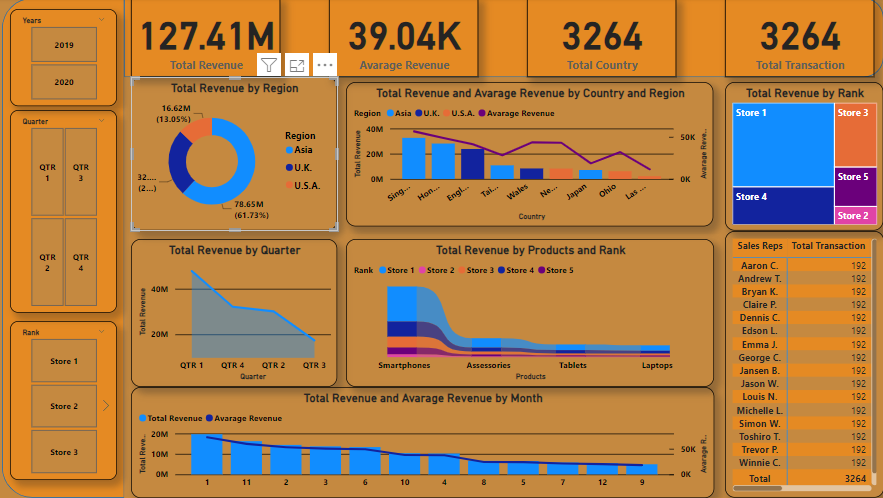 Years
2019
2020
Quarter
QTR 1
QTR 3
QTR 2
QTR 4
Rank
Store 1
Store 2
Store 3
127.41M
Total Revenue
39.04K
Avarage Revenue
3264
Total Country
3264
Total Transaction
Total Revenue by Region
16.62M
(13.05%)
32....
(2...)
78.65M
(61.73%)
Region
Asia
U.K.
U.S.A.
Total Revenue and Avarage Revenue by Country and Region
Region Asia U.K. U.S.A. Avarage Revenue
Total Revenue
40M
20M
0M
50K
0K
Avarage Reve...
Sing... Hon... Engl... Tai... Wales Ne... Japan Ohio Las ...
Country
Total Revenue by Rank
Store 1
Store 3
Store 5
Store 4
Store 2
Total Revenue by Quarter
Total Revenue
40M
20M
QTR 1 QTR 4 QTR 2 QTR 3
Quarter
Total Revenue by Products and Rank
Rank Store 1 Store 2 Store 3 Store 4 Store 5
Smartphones Assessories Tablets Laptops
Products
Sales Reps Total Transaction
Aaron C. 192
Andrew T. 192
Bryan K. 192
Claire P. 192
Dennis C. 192
Edson L. 192
Emma J. 192
George C. 192
Jansen B. 192
Jason W. 192
Louis N. 192
Michelle L. 192
Simon W. 192
Toshiro T. 192
Trevor P. 192
Winnie C. 192
Total 3264
Total Revenue and Avarage Revenue by Month
Total Revenue Avarage Revenue
Total Reve...
20M
10M
0M
50K
0K
Avarage R...
1 11 2 3 6 10 4 8 5 7 12 9